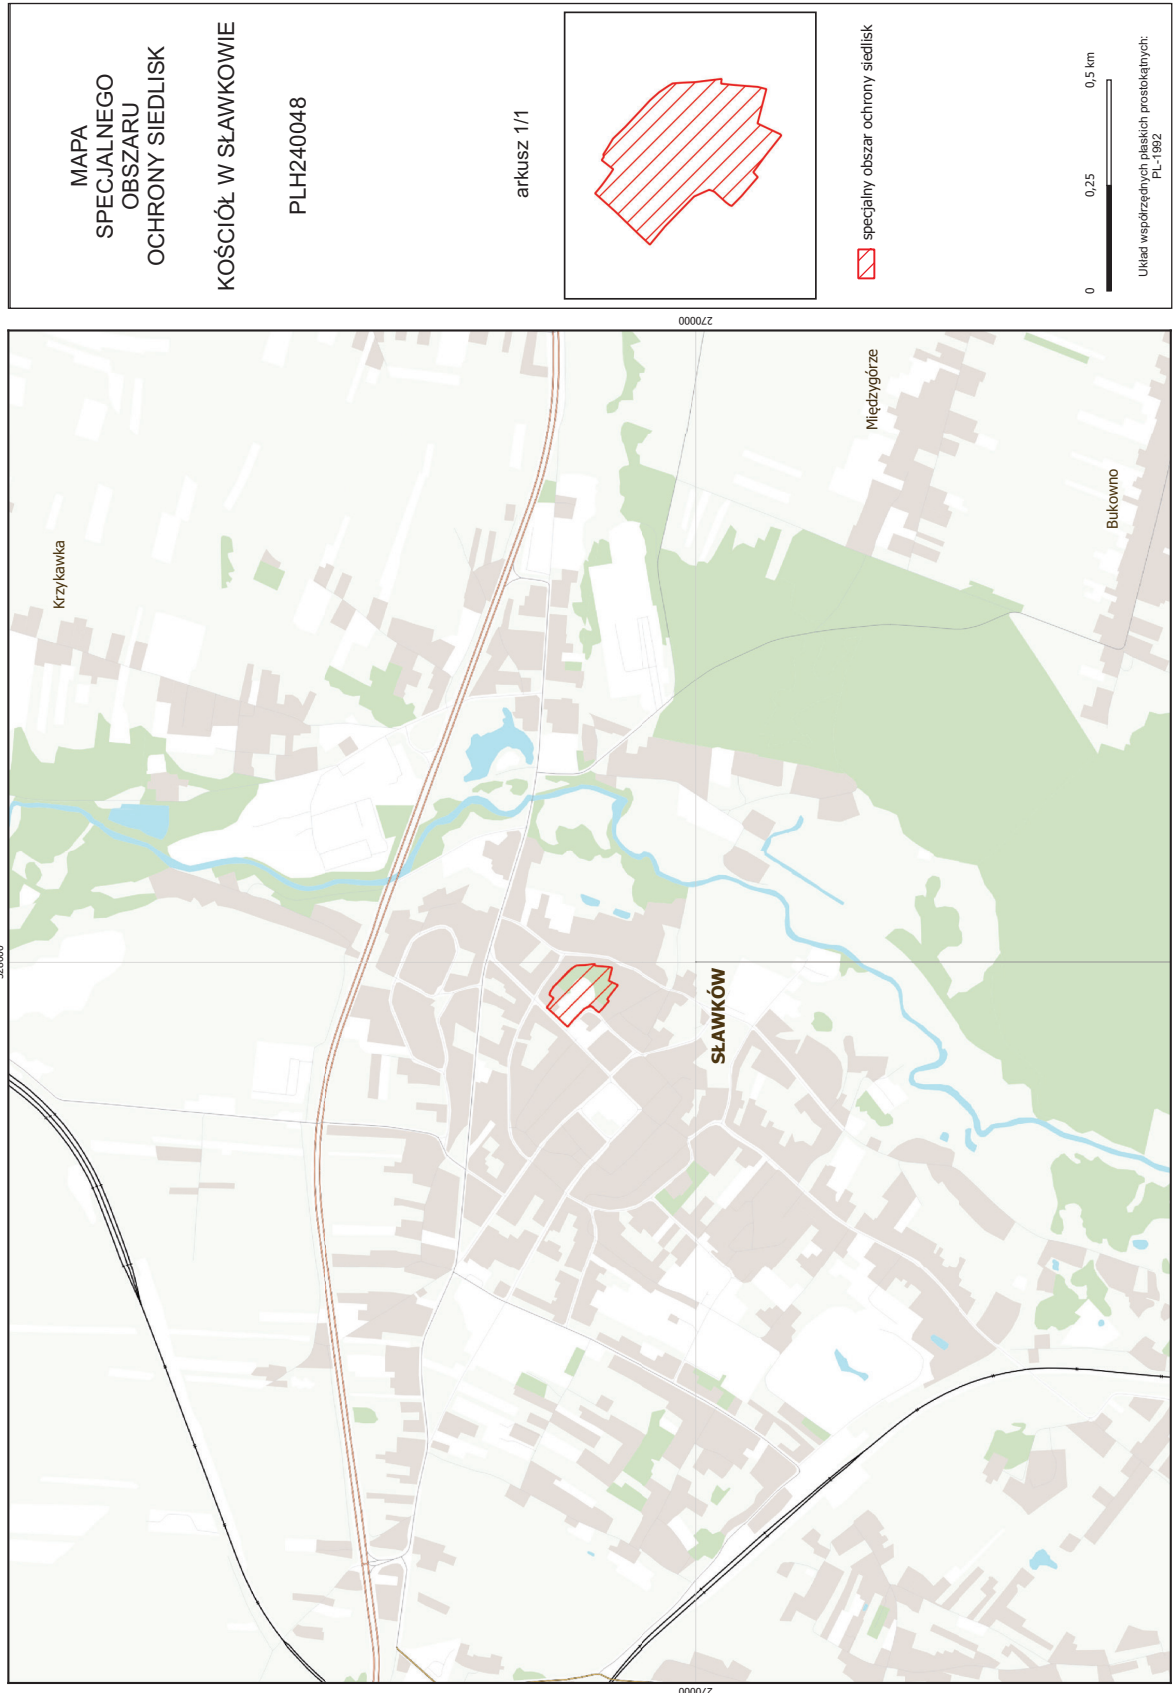 MAPA
SPECJALNEGO
OBSZARU
OCHRONY SIEDLISK
KOŚCIÓŁ W SŁAWKOWIE
PLH240048
arkusz 1/1
specjalny obszar ochrony siedlisk
0 0,25 0,5 km
Układ współrzędnych płaskich prostokątnych:
PL-1992
270000
Krzykawka
Międzygórze
Bukowno
SŁAWKÓW
270000